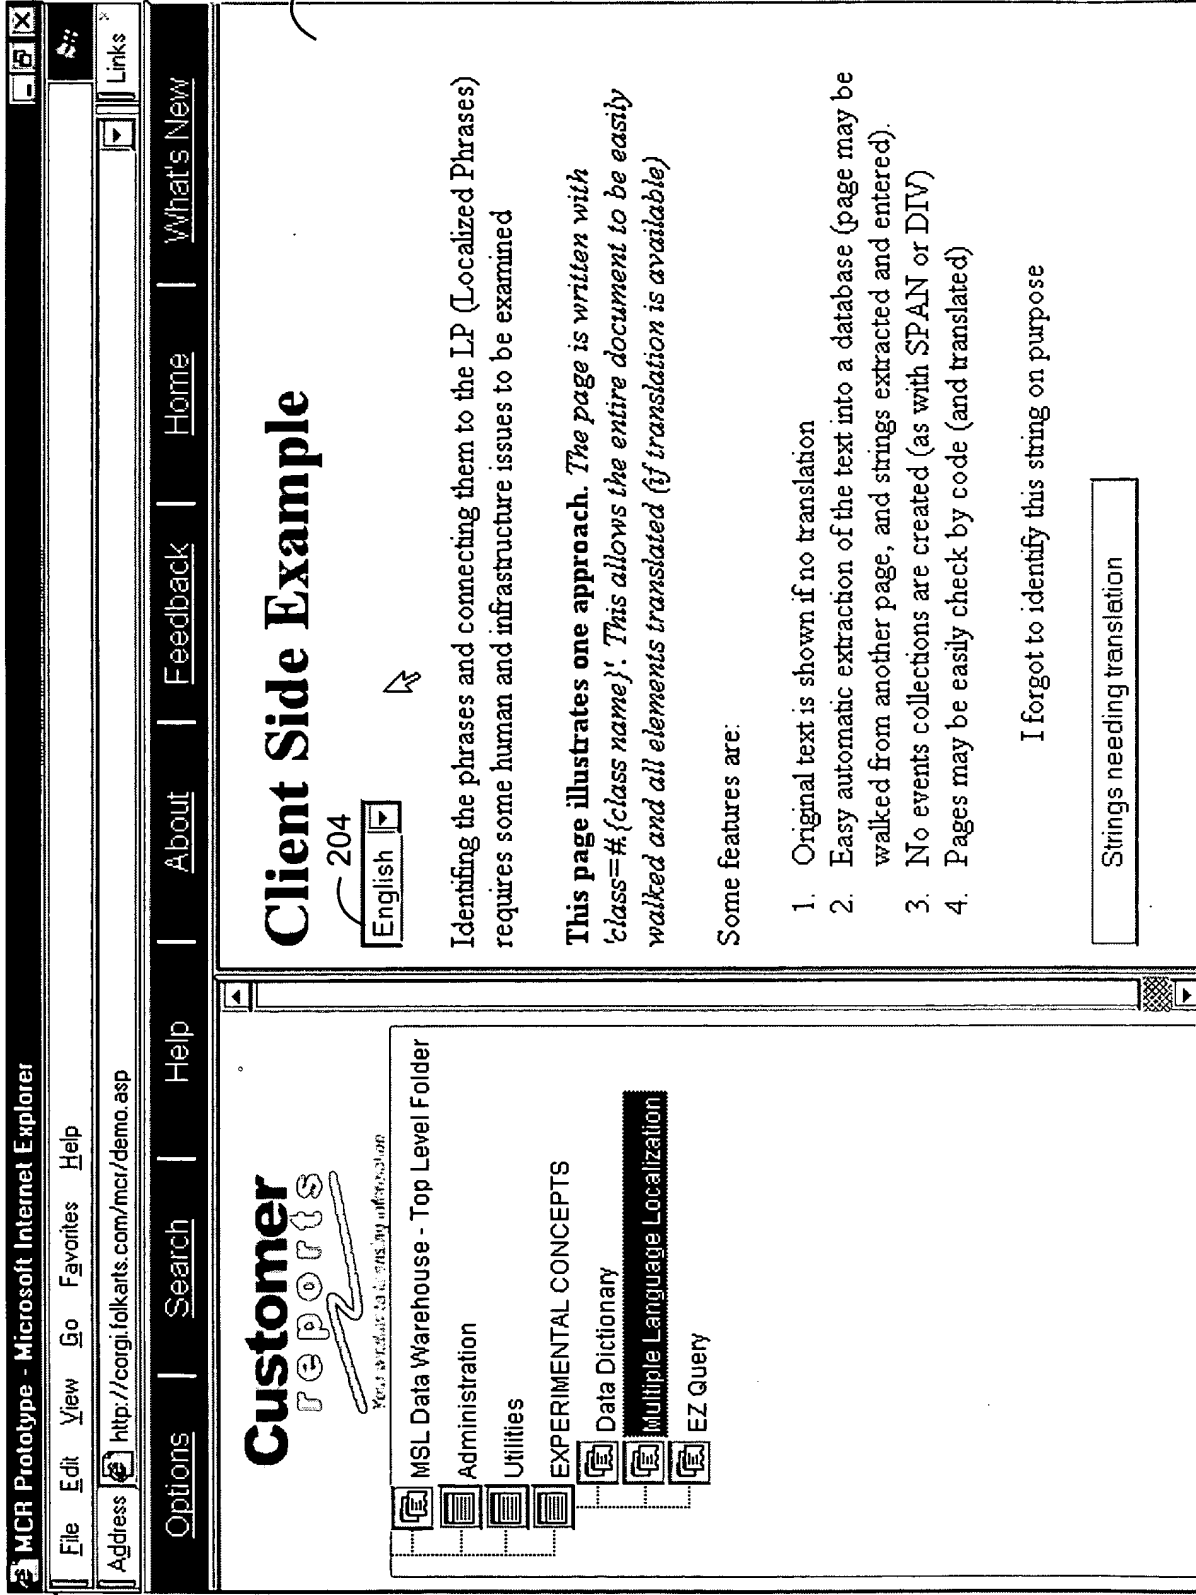 MCR Prototype - Microsoft Internet Explorer
File Edit View Go Favorites Help
Address http://corgi.folkarts.com/mcr/demo.asp Links
Options | Search | Help | About | Feedback | Home | What's New
Customer
reports
Your window to licensing information
MSL Data Warehouse - Top Level Folder
Administration
Utilities
EXPERIMENTAL CONCEPTS
Data Dictionary
Multiple Language Localization
EZ Query
Client Side Example
204
English
Identifing the phrases and connecting them to the LP (Localized Phrases)
requires some human and infrastructure issues to be examined
This page illustrates one approach. The page is written with
'class=#.{class name}'. This allows the entire document to be easily
walked and all elements translated (if translation is available)
Some features are:
1. Original text is shown if no translation
2. Easy automatic extraction of the text into a database (page may be
walked from another page, and strings extracted and entered).
3. No events collections are created (as with SPAN or DIV)
4. Pages may be easily check by code (and translated)
I forgot to identify this string on purpose
Strings needing translation